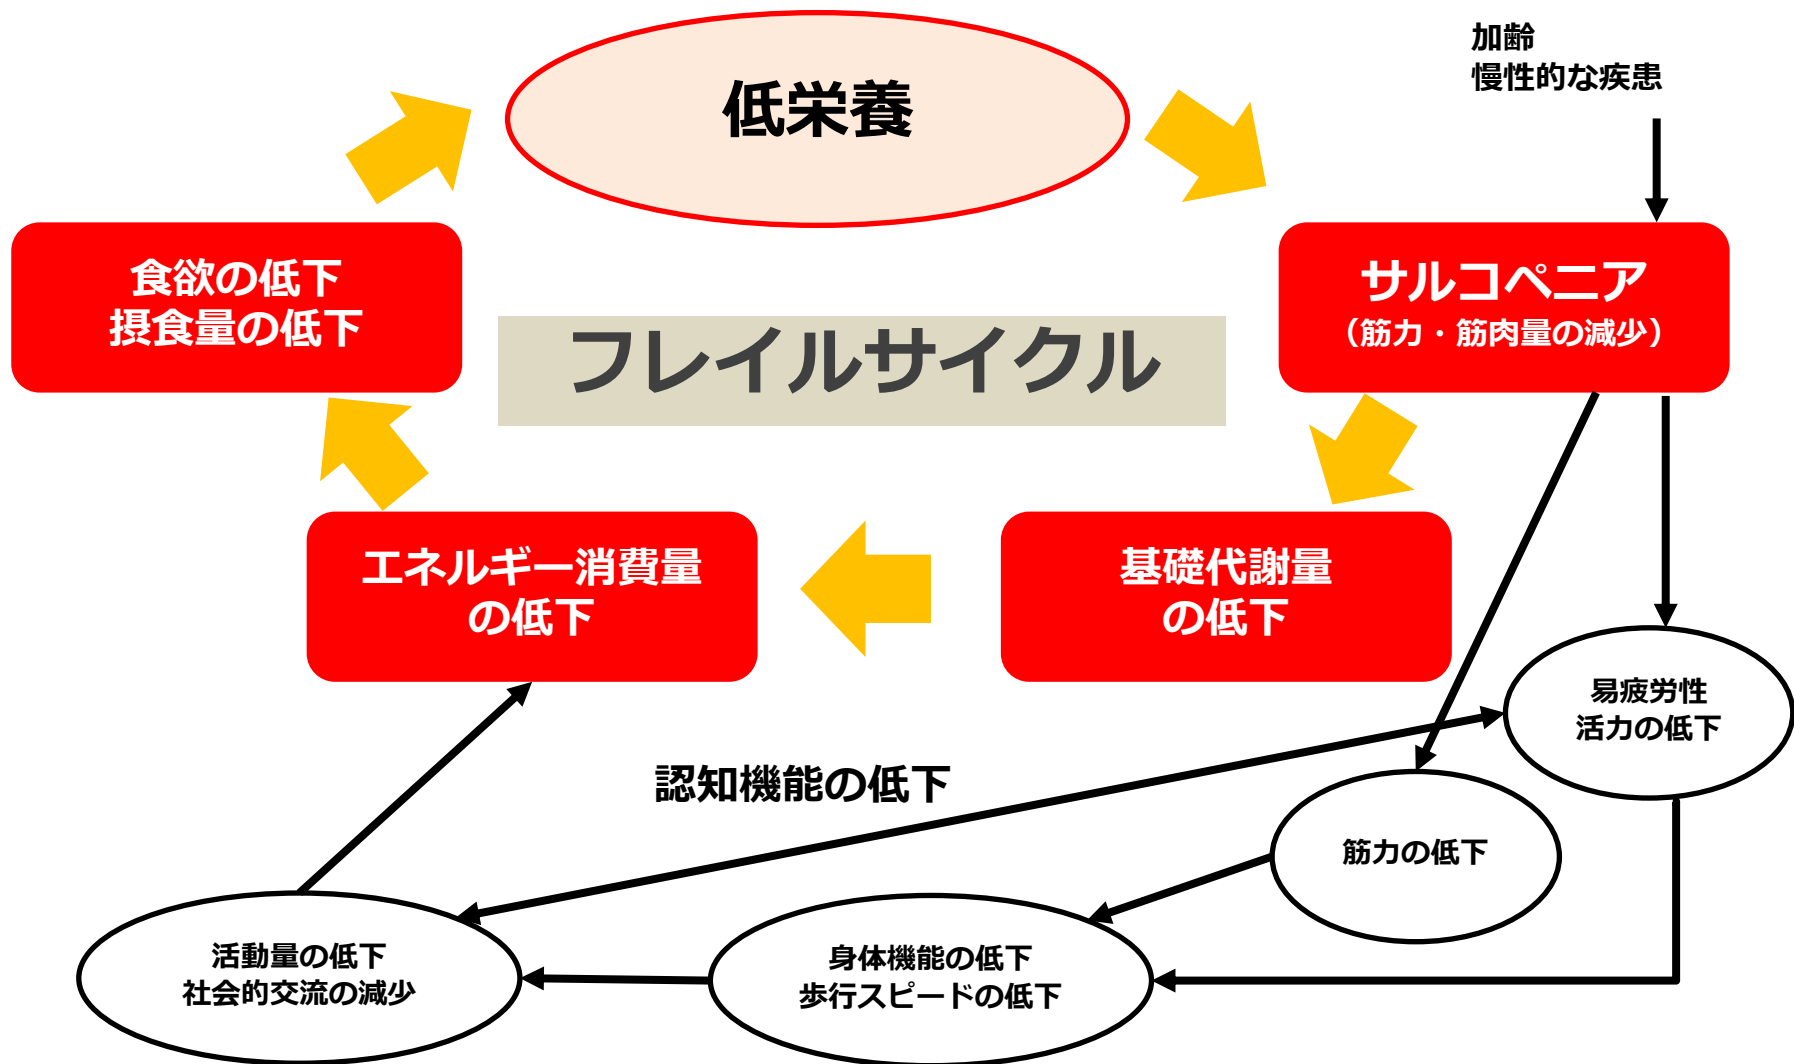 加齢
慢性的な疾患
低栄養
食欲の低下
摂食量の低下
サルコペニア
（筋力・筋肉量の減少）
フレイルサイクル
エネルギー消費量
の低下
基礎代謝量
の低下
易疲労性
活力の低下
認知機能の低下
筋力の低下
活動量の低下
社会的交流の減少
身体機能の低下
歩行スピードの低下